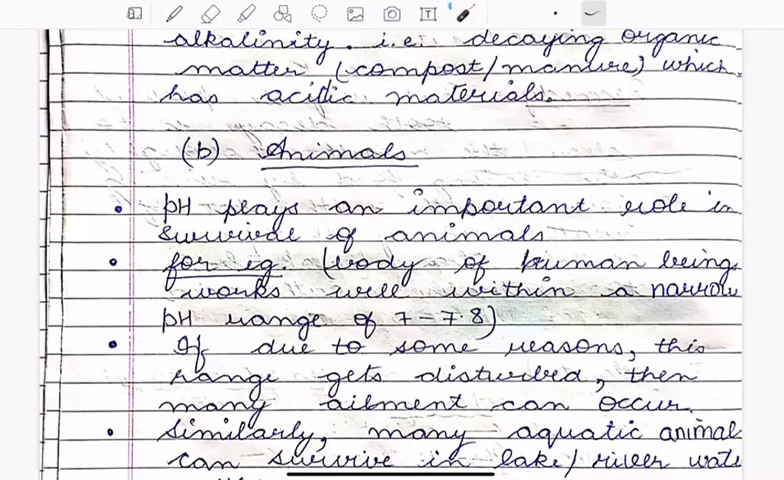 alkalinity. i.e. decaying organic
matter (compost/manure) which
has acidic materials.
(b) Animals
• pH plays an important role in
survival of animals
• for eg. (body of human being
works well within a narrow
pH range of 7-7.8)
• If due to some reasons, this
range gets disturbed, then
many ailment can occur.
• Similarly, many aquatic animal
can survive in lake/river wate